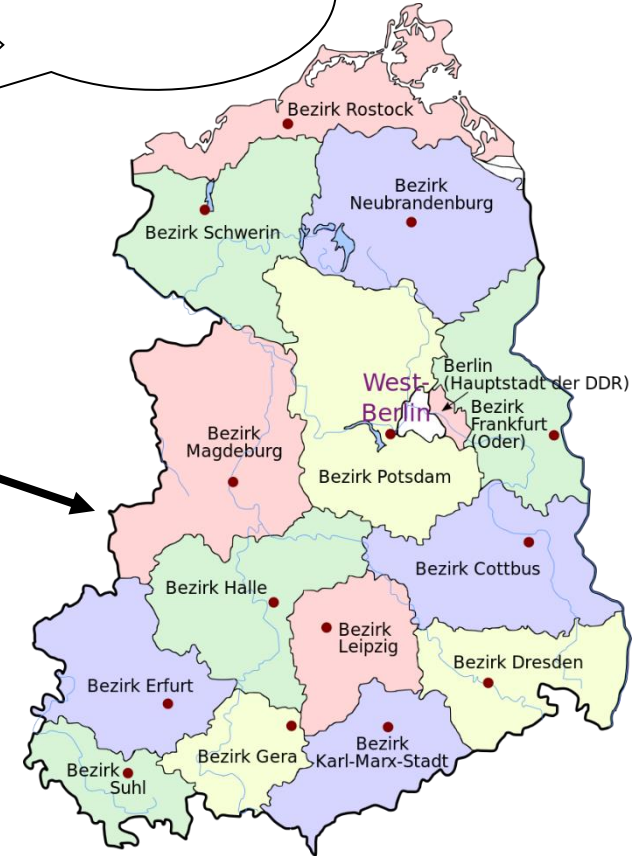 Bezirk Rostock
Bezirk
Neubrandenburg
Bezirk Schwerin
Berlin
(Hauptstadt der DDR)
West-
Berlin
Bezirk
Frankfurt
(Oder)
Bezirk
Magdeburg
Bezirk Potsdam
Bezirk Cottbus
Bezirk Halle
Bezirk
Leipzig
Bezirk Dresden
Bezirk Erfurt
Bezirk Gera
Bezirk
Karl-Marx-Stadt
Bezirk
Suhl